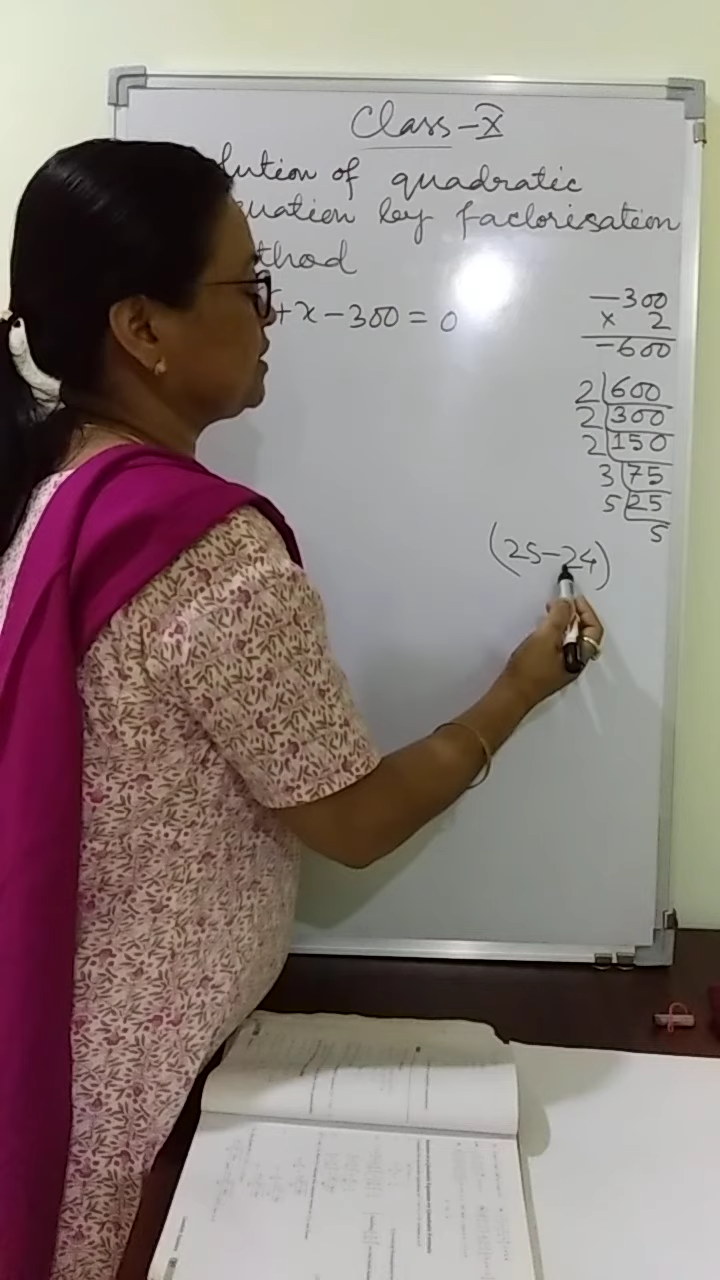 Class-X
lution of quadratic
uation by factorisation
thod
+x-300=0
-300
x 2
-600
2 600
2 300
2 150
3 75
5 25
5
(25-24)